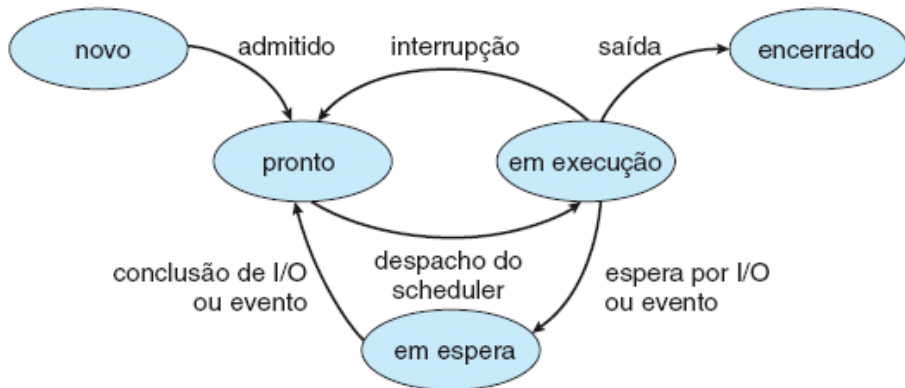 novo
admitido
interrupção
saída
encerrado
pronto
em execução
conclusão de I/O
ou evento
despacho do
scheduler
espera por I/O
ou evento
em espera